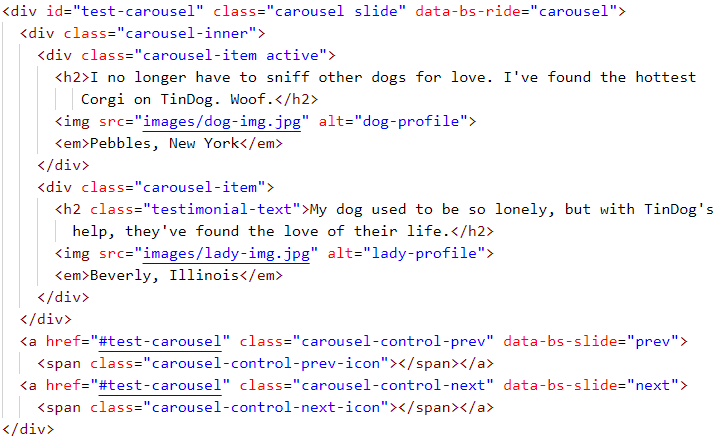 <div id="test-carousel" class="carousel slide" data-bs-ride="carousel">
<div class="carousel-inner">
<div class="carousel-item active">
<h2>I no longer have to sniff other dogs for love. I've found the hottest
Corgi on TinDog. Woof.</h2>
<img src="images/dog-img.jpg" alt="dog-profile">
<em>Pebbles, New York</em>
</div>
<div class="carousel-item">
<h2 class="testimonial-text">My dog used to be so lonely, but with TinDog's
help, they've found the love of their life.</h2>
<img src="images/lady-img.jpg" alt="lady-profile">
<em>Beverly, Illinois</em>
</div>
</div>
<a href="#test-carousel" class="carousel-control-prev" data-bs-slide="prev">
<span class="carousel-control-prev-icon"></span></a>
<a href="#test-carousel" class="carousel-control-next" data-bs-slide="next">
<span class="carousel-control-next-icon"></span></a>
</div>